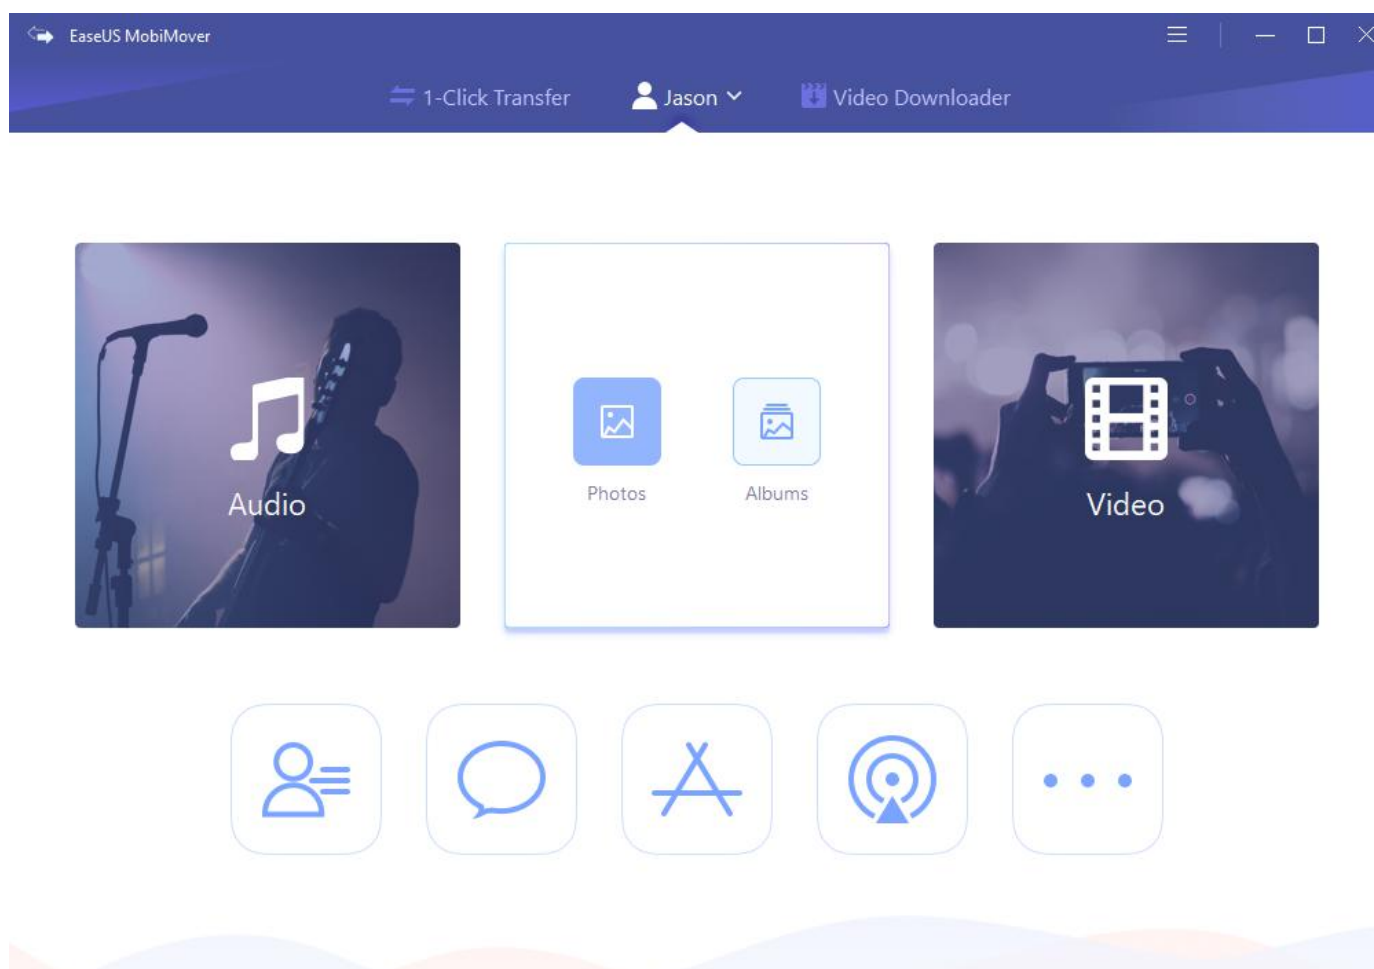 EaseUS MobiMover
1-Click Transfer
Jason
Video Downloader
Audio
Photos
Albums
Video